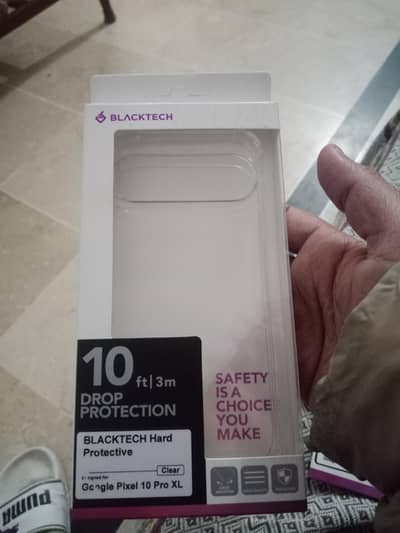 BLACKTECH
10 ft|3m
DROP
PROTECTION
SAFETY
IS A
CHOICE
YOU
MAKE
BLACKTECH Hard
Protective
Clear
Google Pixel 10 Pro XL
PUMA